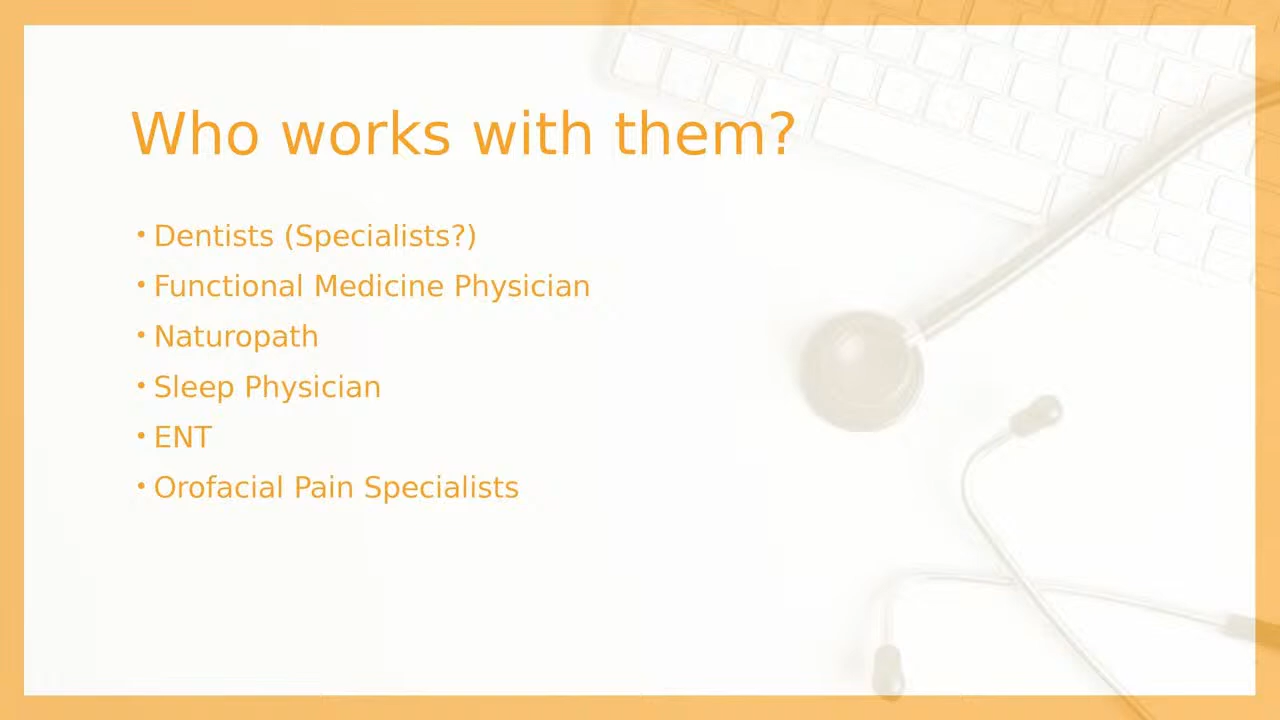 Who works with them?
• Dentists (Specialists?)
• Functional Medicine Physician
• Naturopath
• Sleep Physician
• ENT
• Orofacial Pain Specialists